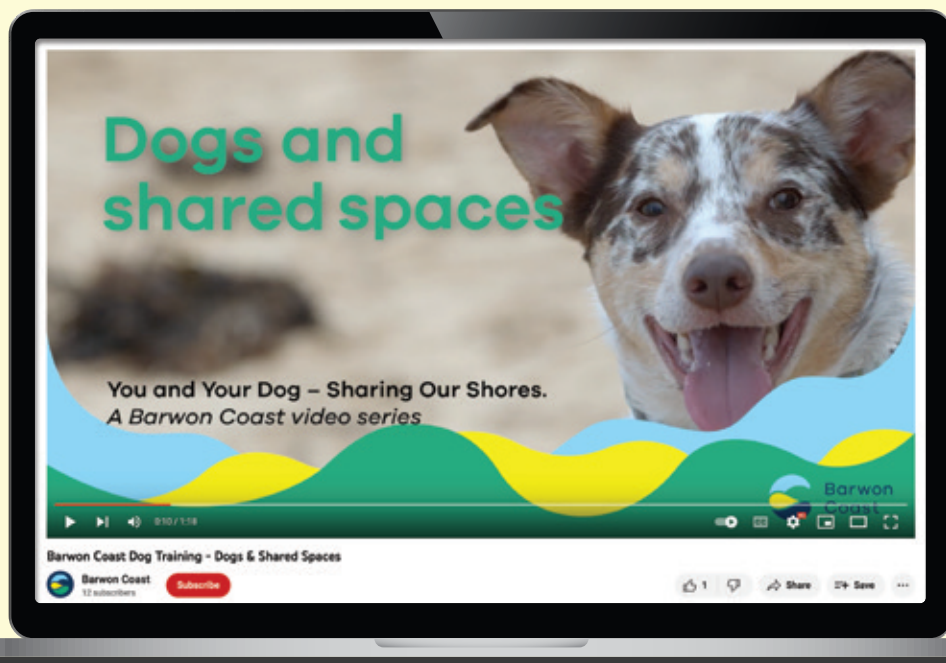 Dogs and
shared spaces
You and Your Dog – Sharing Our Shores.
A Barwon Coast video series
Barwon
Coast
0:10 / 1:18
Barwon Coast Dog Training - Dogs & Shared Spaces
Barwon Coast
12 subscribers
Subscribe
1
Share
Save